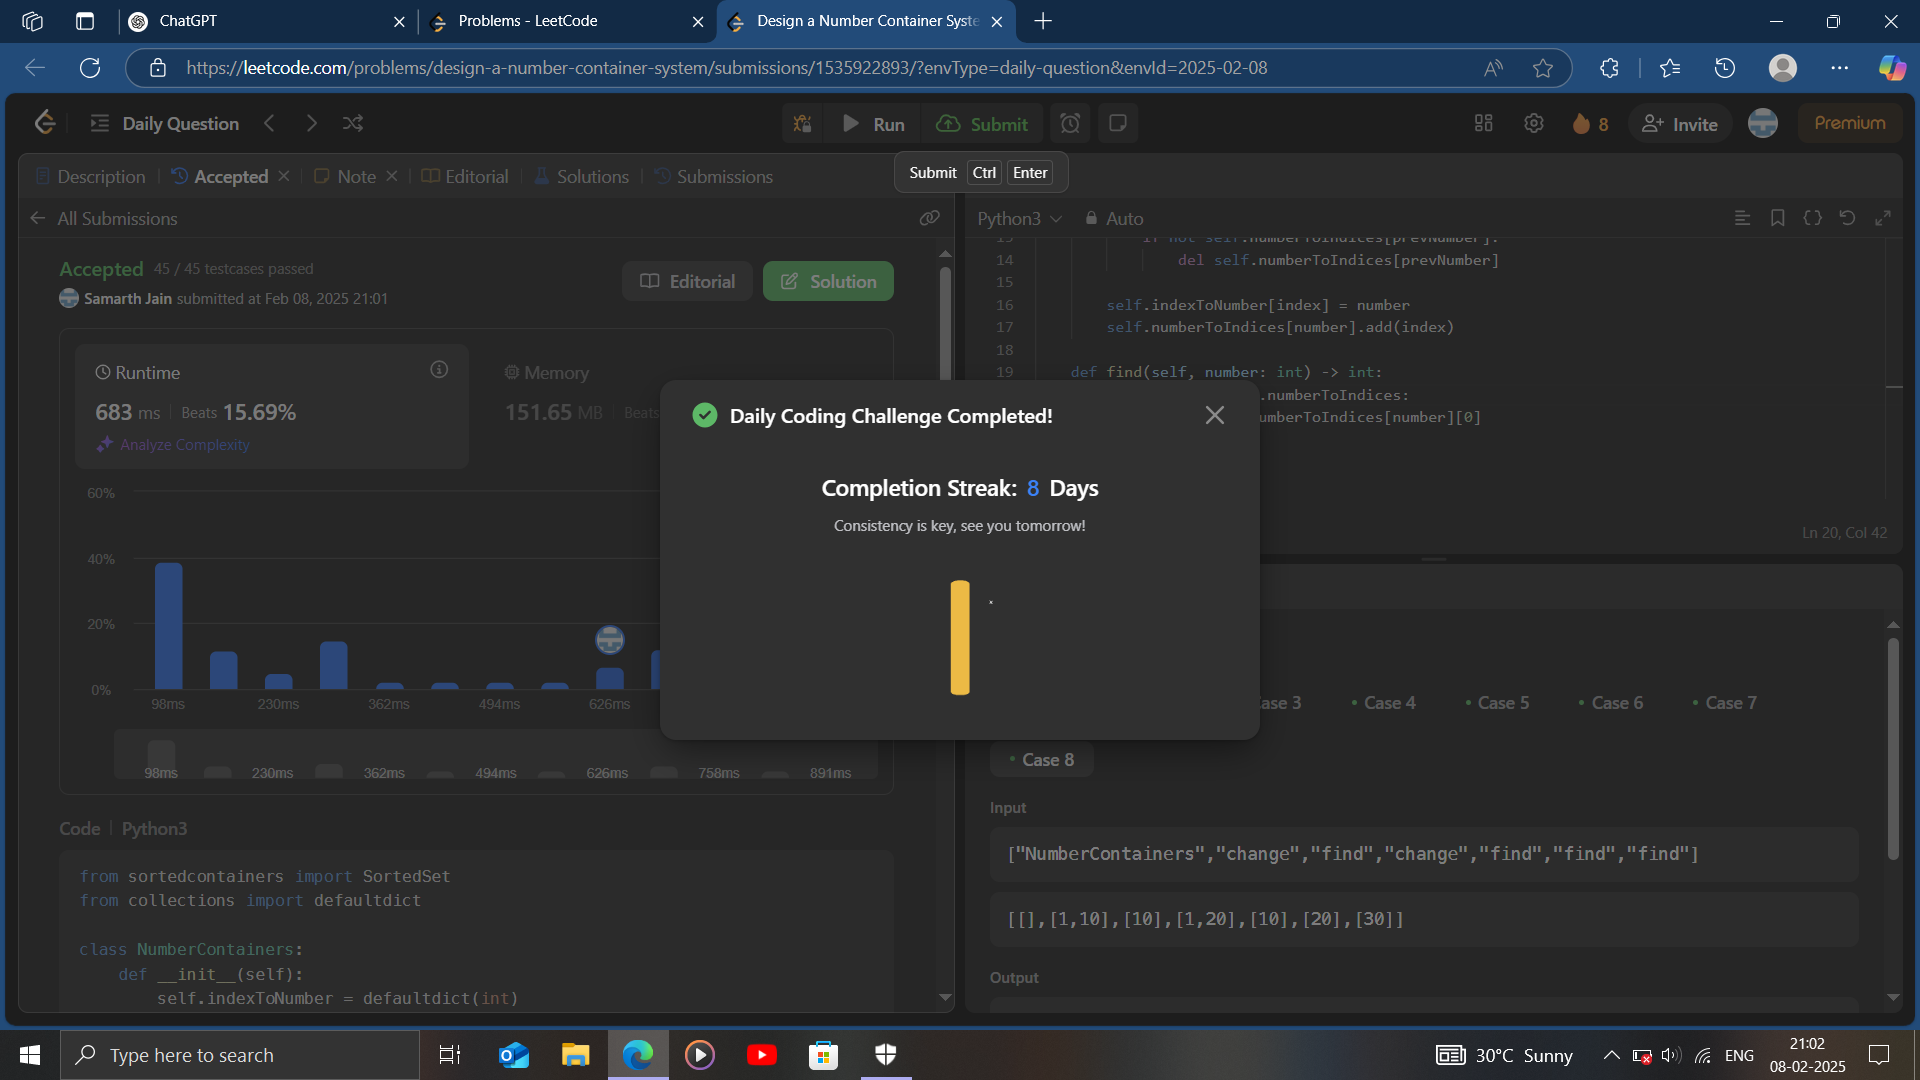 ChatGPT
Problems - LeetCode
Design a Number Container Syste
https://leetcode.com/problems/design-a-number-container-system/submissions/1535922893/?envType=daily-question&envId=2025-02-08
Daily Question
Run
Submit
8
Invite
Premium
Description
Accepted
Note
Editorial
Solutions
Submissions
Submit Ctrl Enter
All Submissions
Accepted 45 / 45 testcases passed
Samarth Jain submitted at Feb 08, 2025 21:01
Editorial
Solution
Runtime
683 ms Beats 15.69%
Analyze Complexity
Memory
151.65 MB Beats
60%
40%
20%
0%
98ms 230ms 362ms 494ms 626ms
98ms 230ms 362ms 494ms 626ms 758ms 891ms
Code Python3
from sortedcontainers import SortedSet
from collections import defaultdict
class NumberContainers:
def __init__(self):
self.indexToNumber = defaultdict(int)
Python3 Auto
13 if not self.numberToIndices[prevNumber]:
14 del self.numberToIndices[prevNumber]
15
16 self.indexToNumber[index] = number
17 self.numberToIndices[number].add(index)
18
19 def find(self, number: int) -> int:
.numberToIndices:
umberToIndices[number][0]
Ln 20, Col 42
Daily Coding Challenge Completed!
Completion Streak: 8 Days
Consistency is key, see you tomorrow!
ase 3
Case 4
Case 5
Case 6
Case 7
Case 8
Input
["NumberContainers","change","find","change","find","find","find"]
[[],[1,10],[10],[1,20],[10],[20],[30]]
Output
Type here to search
30°C Sunny
ENG
21:02
08-02-2025